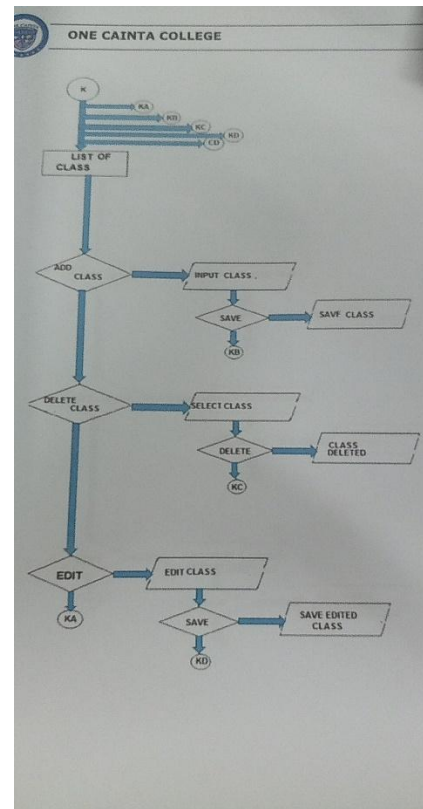 ONE CAINTA COLLEGE
K
KA
KB
KC
KD
LIST OF
CLASS
ADD
CLASS
INPUT CLASS .
SAVE
SAVE CLASS
KB
DELETE
CLASS
SELECT CLASS
DELETE
CLASS
DELETED
KC
EDIT
EDIT CLASS
KA
SAVE
SAVE EDITED
CLASS
KD